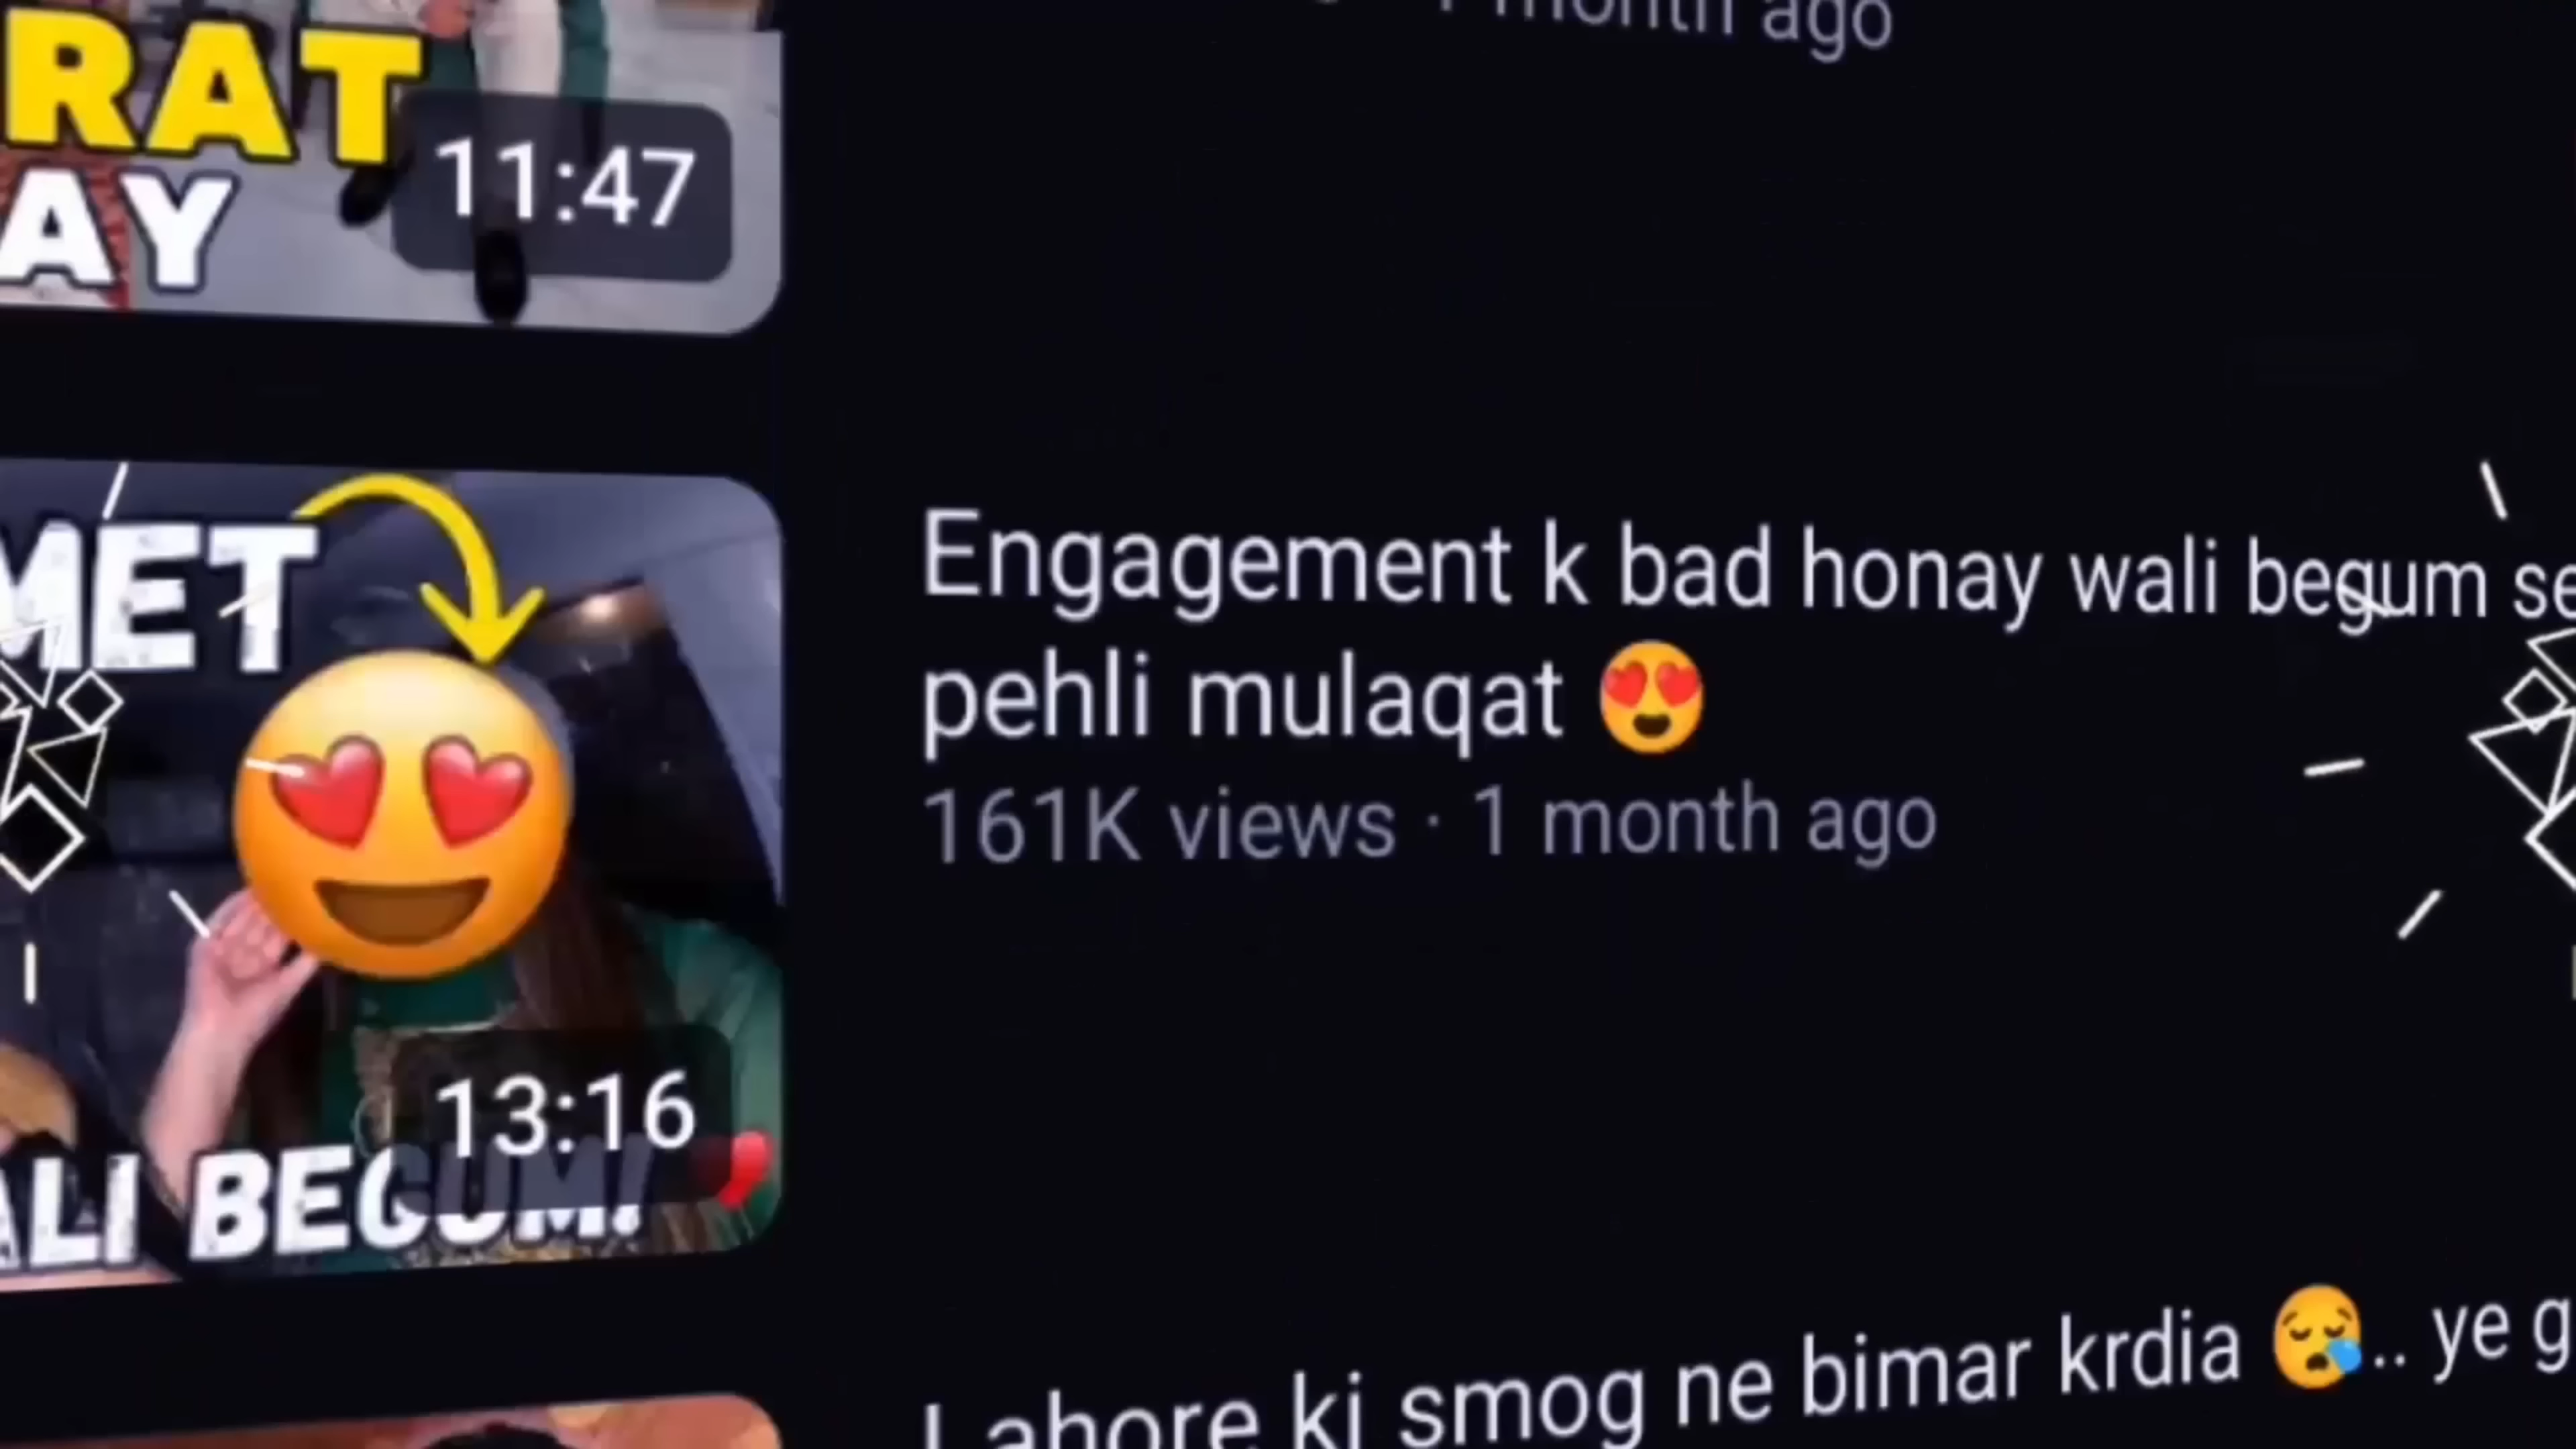 month ago
RAT
AY
11:47
MET
Engagement k bad honay wali begum se
pehli mulaqat 😍
161K views · 1 month ago
13:16
ALI BEGUM!
Lahore ki smog ne bimar krdia 😪.. ye g